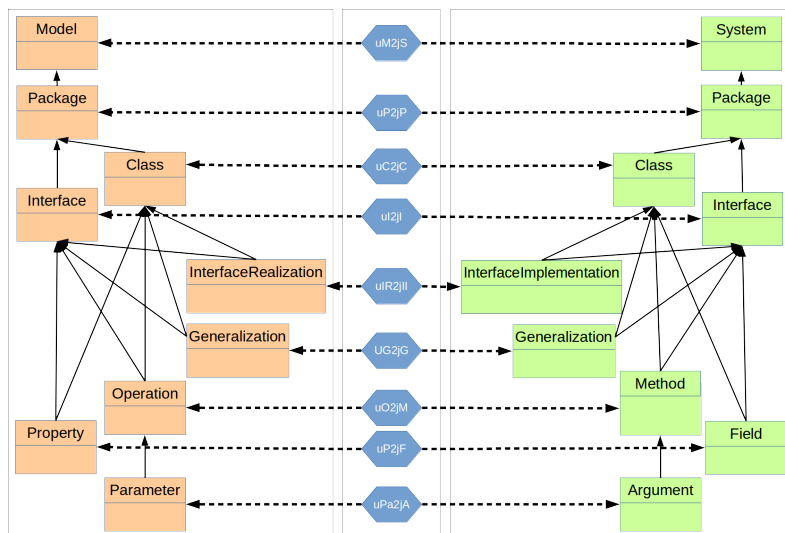 Model
uM2jS
System
Package
uP2jP
Package
Class
uC2jC
Class
Interface
uI2jI
Interface
InterfaceRealization
uIR2jII
InterfaceImplementation
Generalization
UG2jG
Generalization
Operation
uO2jM
Method
Property
uP2jF
Field
Parameter
uPa2jA
Argument